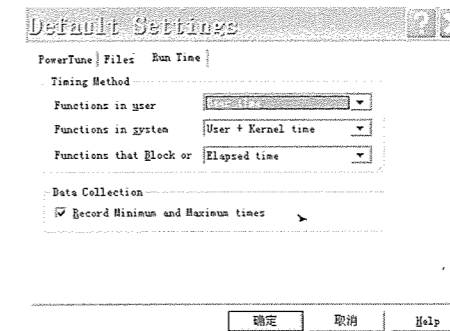 Default Settings
PowerTune Files Run Time
Timing Method
Functions in user
Functions in system User + Kernel time
Functions that Block or Elapsed time
Data Collection
Record Minimum and Maximum times
确定 取消 Help